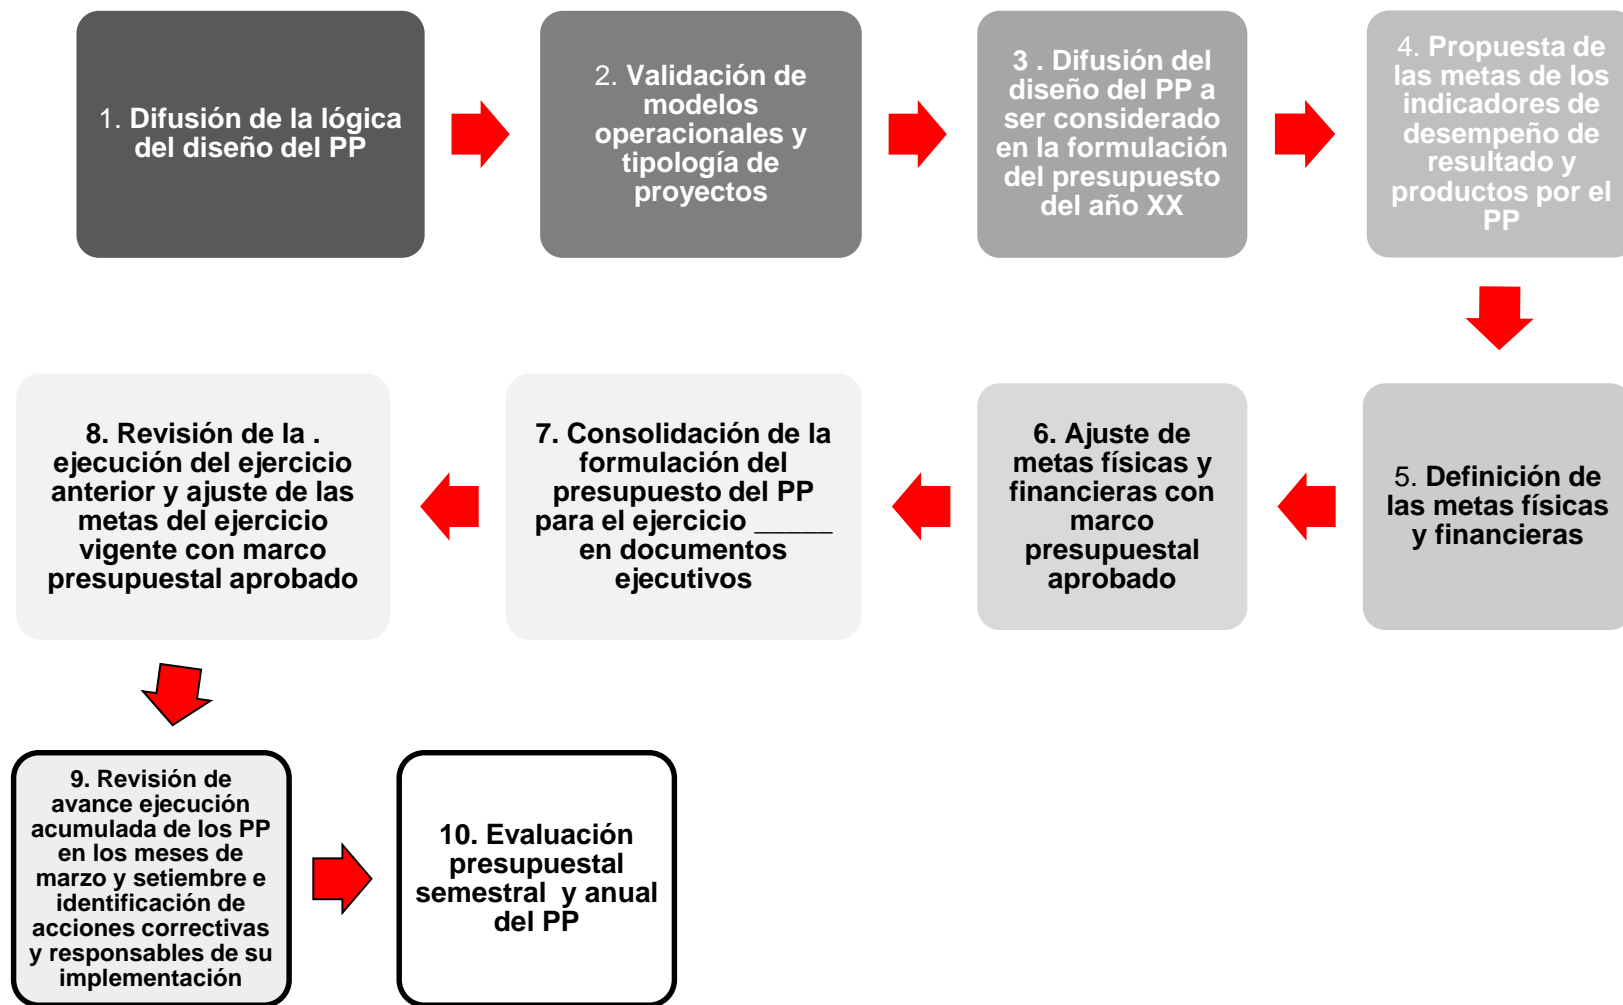 1. Difusión de la lógica
del diseño del PP
2. Validación de
modelos
operacionales y
tipología de
proyectos
3 . Difusión del
diseño del PP a
ser considerado
en la formulación
del presupuesto
del año XX
4. Propuesta de
las metas de los
indicadores de
desempeño de
resultado y
productos por el
PP
5. Definición de
las metas físicas
y financieras
6. Ajuste de
metas físicas y
financieras con
marco
presupuestal
aprobado
7. Consolidación de la
formulación del
presupuesto del PP
para el ejercicio _____
en documentos
ejecutivos
8. Revisión de la .
ejecución del ejercicio
anterior y ajuste de las
metas del ejercicio
vigente con marco
presupuestal aprobado
9. Revisión de
avance ejecución
acumulada de los PP
en los meses de
marzo y setiembre e
identificación de
acciones correctivas
y responsables de su
implementación
10. Evaluación
presupuestal
semestral  y anual
del PP